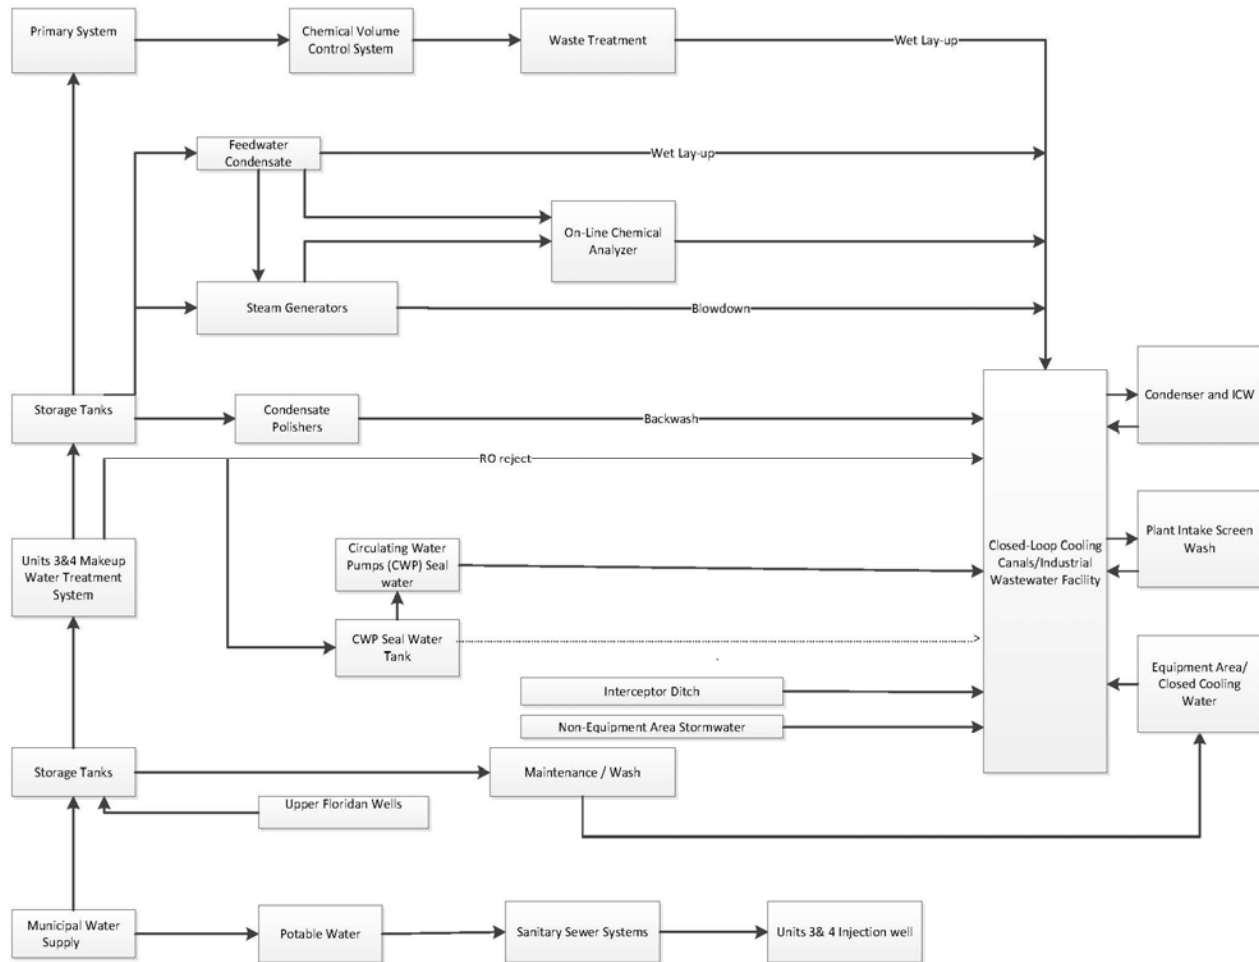 Primary System
Chemical Volume
Control System
Waste Treatment
Wet Lay-up
Feedwater
Condensate
Wet Lay-up
On-Line Chemical
Analyzer
Steam Generators
Blowdown
Storage Tanks
Condensate
Polishers
Backwash
Condenser and ICW
RO reject
Units 3&4 Makeup
Water Treatment
System
Circulating Water
Pumps (CWP) Seal
water
Closed-Loop Cooling
Canals/Industrial
Wastewater Facility
Plant Intake Screen
Wash
CWP Seal Water
Tank
Interceptor Ditch
Equipment Area/
Closed Cooling
Water
Non-Equipment Area Stormwater
Storage Tanks
Maintenance / Wash
Upper Floridan Wells
Municipal Water
Supply
Potable Water
Sanitary Sewer Systems
Units 3& 4 Injection well